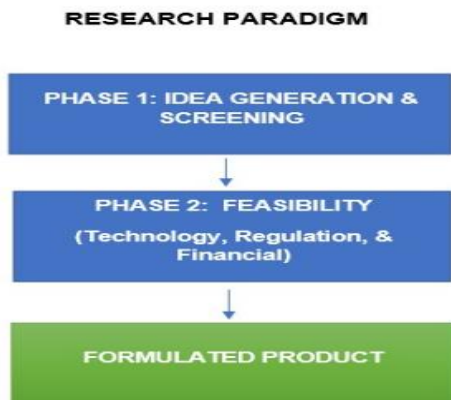 RESEARCH PARADIGM
PHASE 1: IDEA GENERATION &
SCREENING
PHASE 2: FEASIBILITY
(Technology, Regulation, &
Financial)
FORMULATED PRODUCT